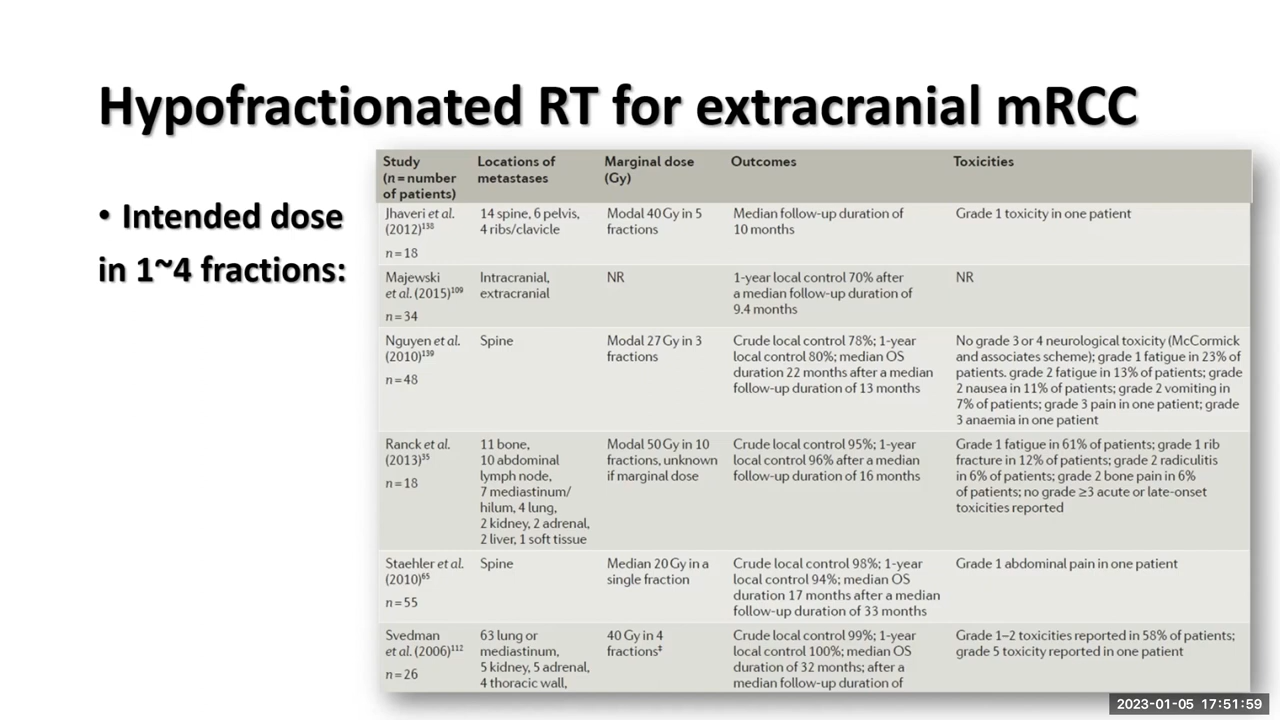 Hypofractionated RT for extracranial mRCC
• Intended dose
in 1~4 fractions:
Study
(n = number
of patients)
Locations of
metastases
Marginal dose
(Gy)
Outcomes
Toxicities
Jhaveri et al.
(2012)138
n = 18
14 spine, 6 pelvis,
4 ribs/clavicle
Modal 40 Gy in 5
fractions
Median follow-up duration of
10 months
Grade 1 toxicity in one patient
Majewski
et al. (2015)109
n = 34
Intracranial,
extracranial
NR
1-year local control 70% after
a median follow-up duration of
9.4 months
NR
Nguyen et al.
(2010)139
n = 48
Spine
Modal 27 Gy in 3
fractions
Crude local control 78%; 1-year
local control 80%; median OS
duration 22 months after a median
follow-up duration of 13 months
No grade 3 or 4 neurological toxicity (McCormick
and associates scheme); grade 1 fatigue in 23% of
patients. grade 2 fatigue in 13% of patients; grade
2 nausea in 11% of patients; grade 2 vomiting in
7% of patients; grade 3 pain in one patient; grade
3 anaemia in one patient
Ranck et al.
(2013)35
n = 18
11 bone,
10 abdominal
lymph node,
7 mediastinum/
hilum, 4 lung,
2 kidney, 2 adrenal,
2 liver, 1 soft tissue
Modal 50 Gy in 10
fractions, unknown
if marginal dose
Crude local control 95%; 1-year
local control 96% after a median
follow-up duration of 16 months
Grade 1 fatigue in 61% of patients; grade 1 rib
fracture in 12% of patients; grade 2 radiculitis
in 6% of patients; grade 2 bone pain in 6%
of patients; no grade ≥3 acute or late-onset
toxicities reported
Staehler et al.
(2010)65
n = 55
Spine
Median 20 Gy in a
single fraction
Crude local control 98%; 1-year
local control 94%; median OS
duration 17 months after a median
follow-up duration of 33 months
Grade 1 abdominal pain in one patient
Svedman
et al. (2006)112
n = 26
63 lung or
mediastinum,
5 kidney, 5 adrenal,
4 thoracic wall,
40 Gy in 4
fractions‡
Crude local control 99%; 1-year
local control 100%; median OS
duration of 32 months; after a
median follow-up duration of
Grade 1–2 toxicities reported in 58% of patients;
grade 5 toxicity reported in one patient
2023-01-05 17:51:59